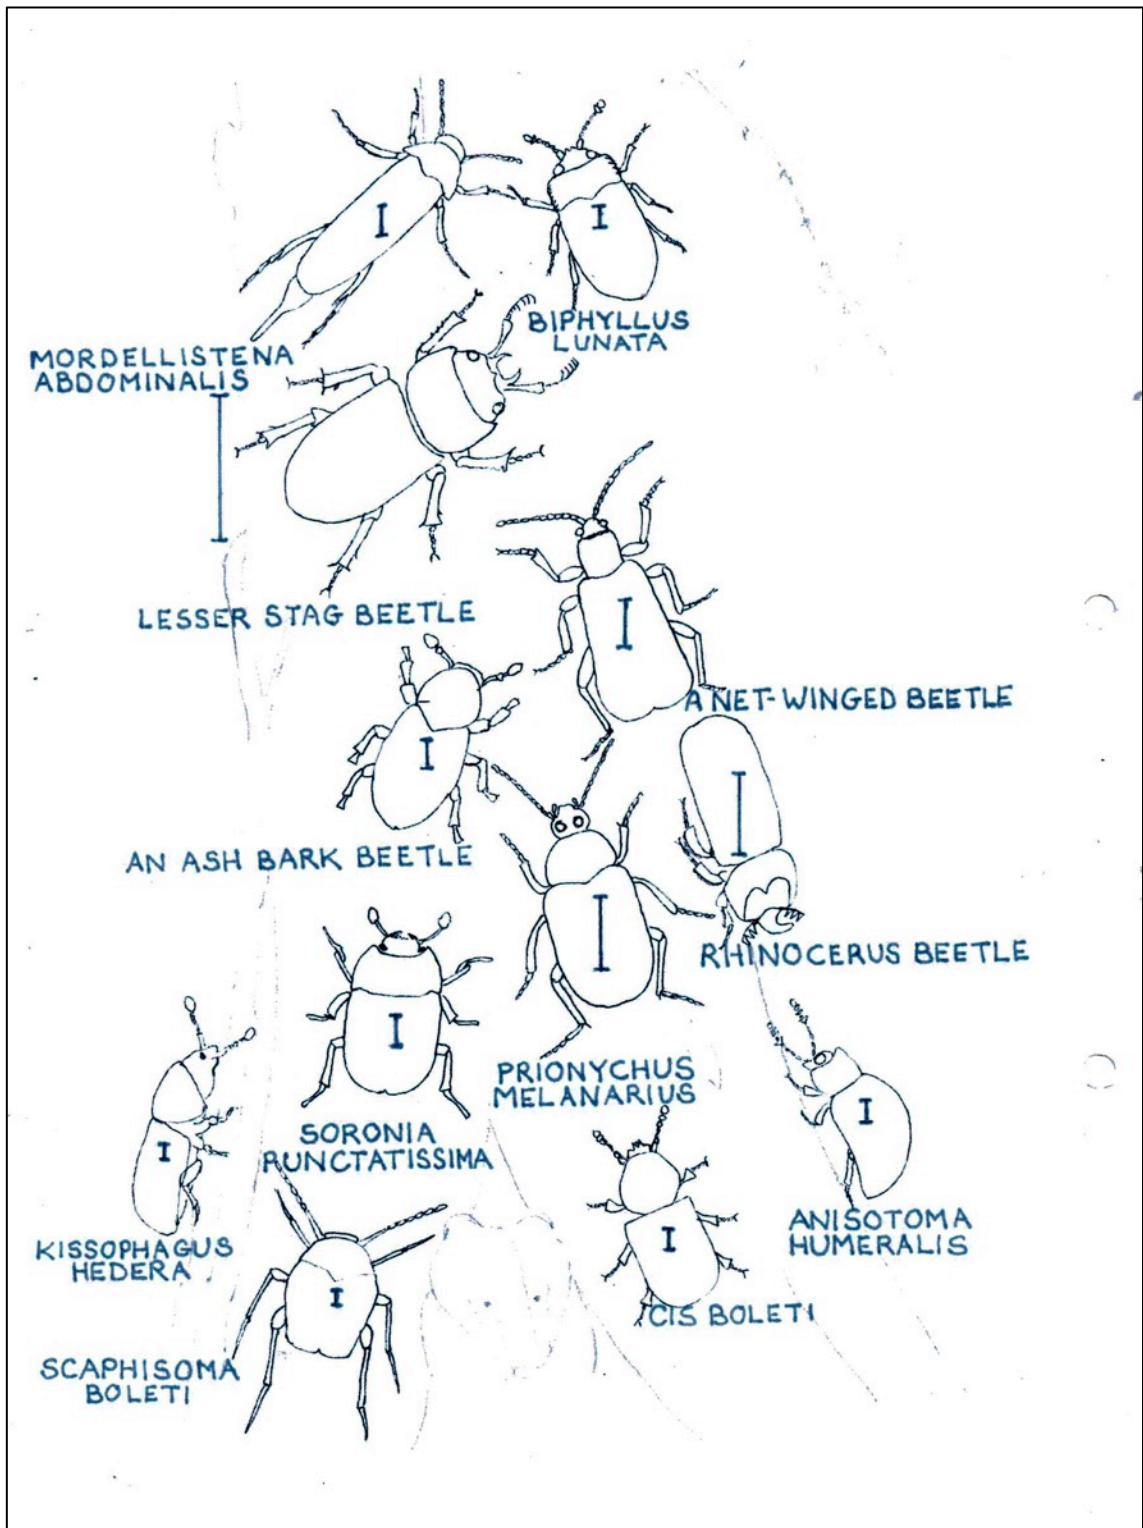 BIPHYLLUS
LUNATA
MORDELLISTENA
ABDOMINALIS
LESSER STAG BEETLE
A NET-WINGED BEETLE
AN ASH BARK BEETLE
RHINOCERUS BEETLE
PRIONYCHUS
MELANARIUS
SORONIA
PUNCTATISSIMA
ANISOTOMA
HUMERALIS
KISSOPHAGUS
HEDERA
CIS BOLETI
SCAPHISOMA
BOLETI